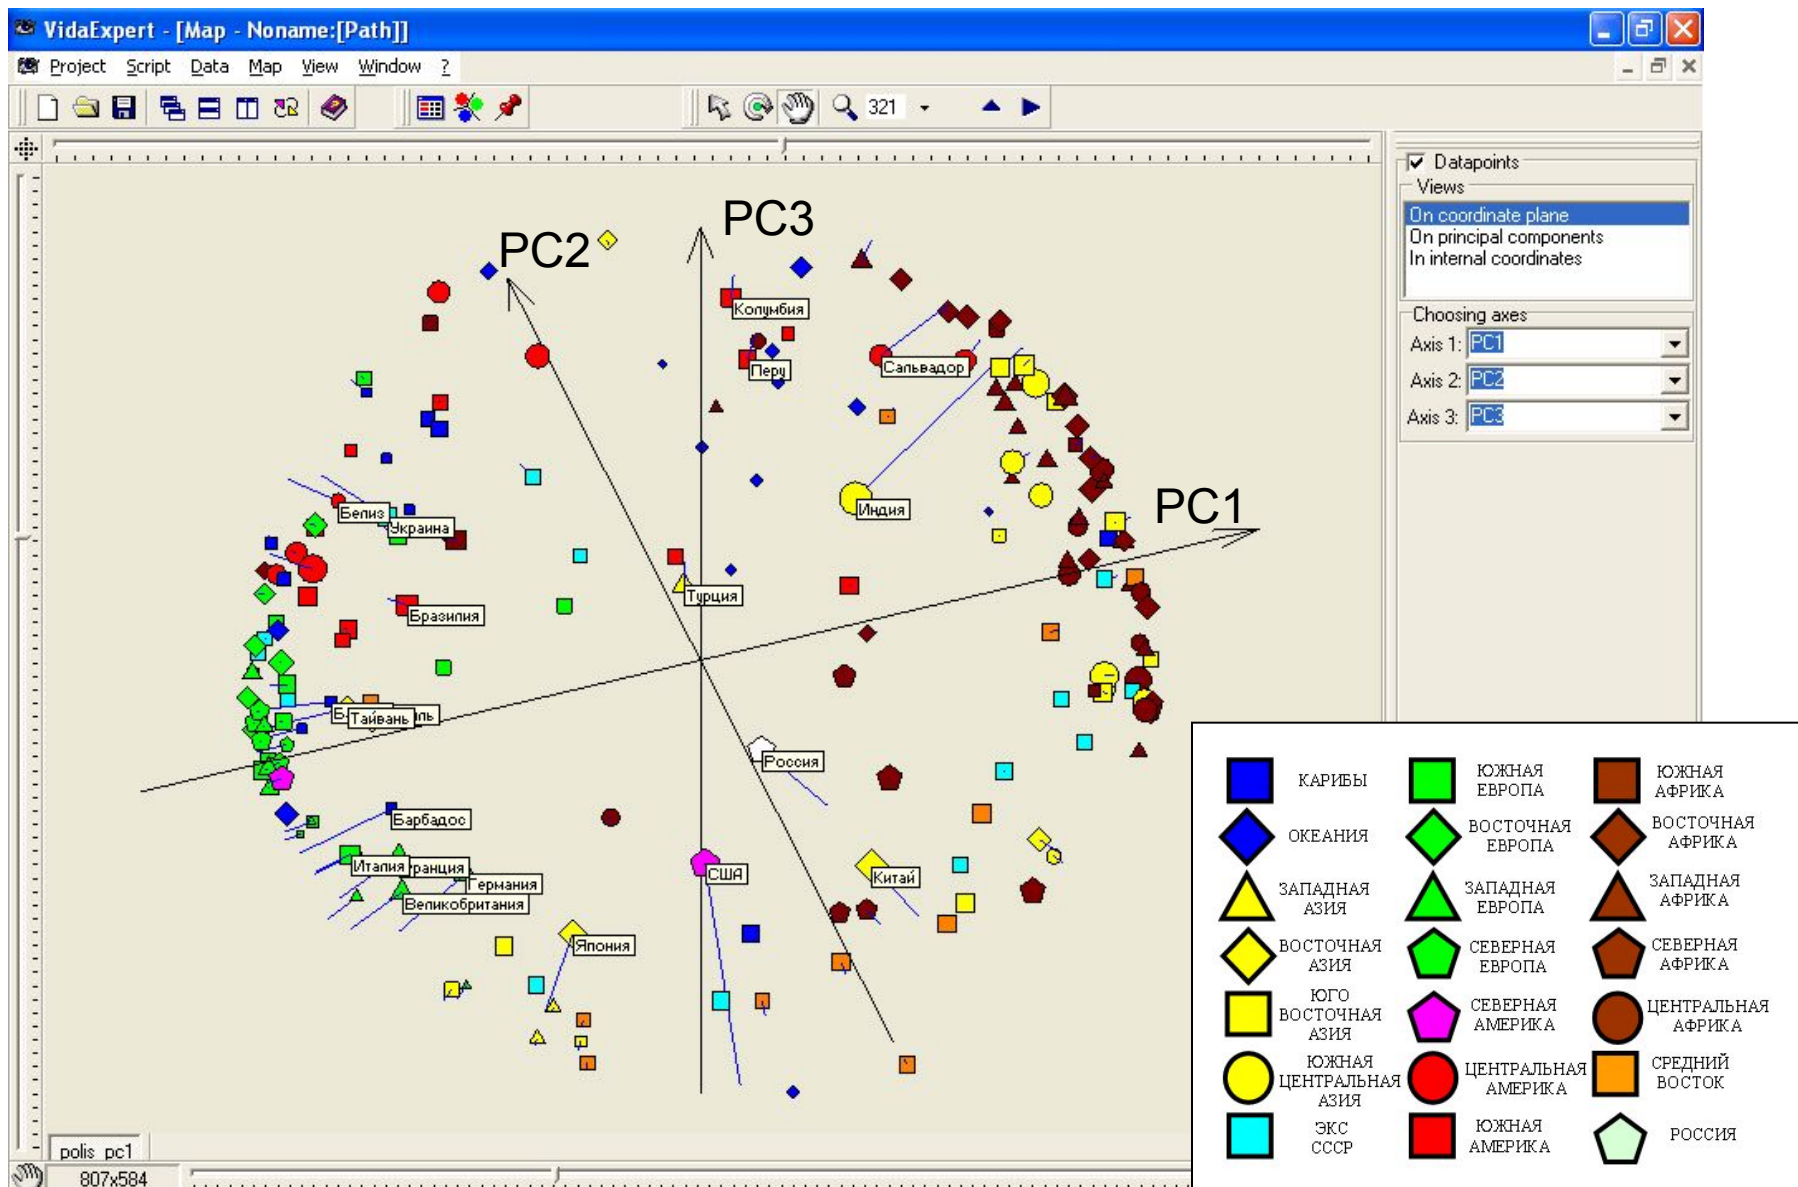 VidaExpert - [Map - Noname:[Path]]
Project Script Data Map View Window ?
321
Datapoints
Views
On coordinate plane
On principal components
In internal coordinates
Choosing axes
Axis 1: PC1
Axis 2: PC2
Axis 3: PC3
PC3
PC2
Колумбия
Перу
Сальвадор
PC1
Индия
Белиз
Украина
Турция
Бразилия
Тайвань
Россия
Барбадос
Италия
Германия
США
Китай
Великобритания
Япония
КАРИБЫ
ЮЖНАЯ
ЕВРОПА
ЮЖНАЯ
АФРИКА
ОКЕАНИЯ
ВОСТОЧНАЯ
ЕВРОПА
ВОСТОЧНАЯ
АФРИКА
ЗАПАДНАЯ
АЗИЯ
ЗАПАДНАЯ
ЕВРОПА
ЗАПАДНАЯ
АФРИКА
ВОСТОЧНАЯ
АЗИЯ
СЕВЕРНАЯ
ЕВРОПА
СЕВЕРНАЯ
АФРИКА
ЮГО
ВОСТОЧНАЯ
АЗИЯ
СЕВЕРНАЯ
АМЕРИКА
ЦЕНТРАЛЬНАЯ
АФРИКА
ЮЖНАЯ
ЦЕНТРАЛЬНАЯ
АЗИЯ
ЦЕНТРАЛЬНАЯ
АМЕРИКА
СРЕДНИЙ
ВОСТОК
ЭКС
СССР
ЮЖНАЯ
АМЕРИКА
РОССИЯ
polis_pc1
807x584